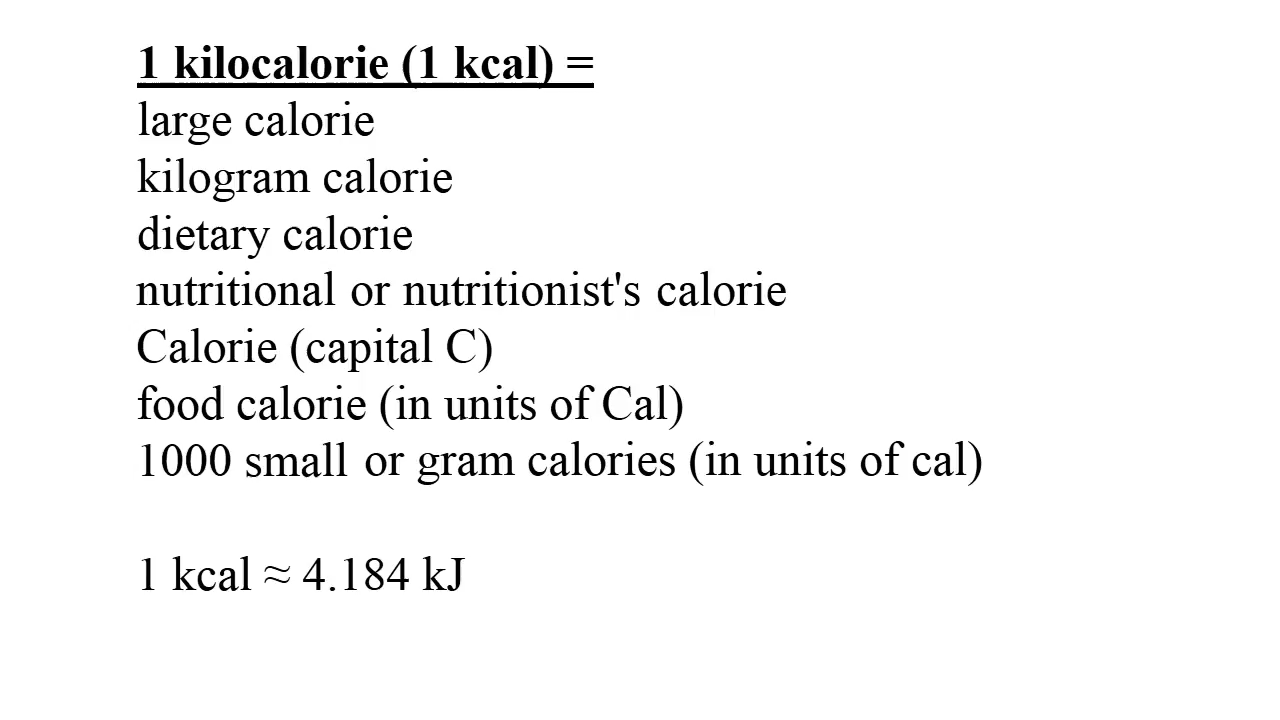 1 kilocalorie (1 kcal) =
large calorie
kilogram calorie
dietary calorie
nutritional or nutritionist's calorie
Calorie (capital C)
food calorie (in units of Cal)
1000 small or gram calories (in units of cal)
1 kcal ≈ 4.184 kJ